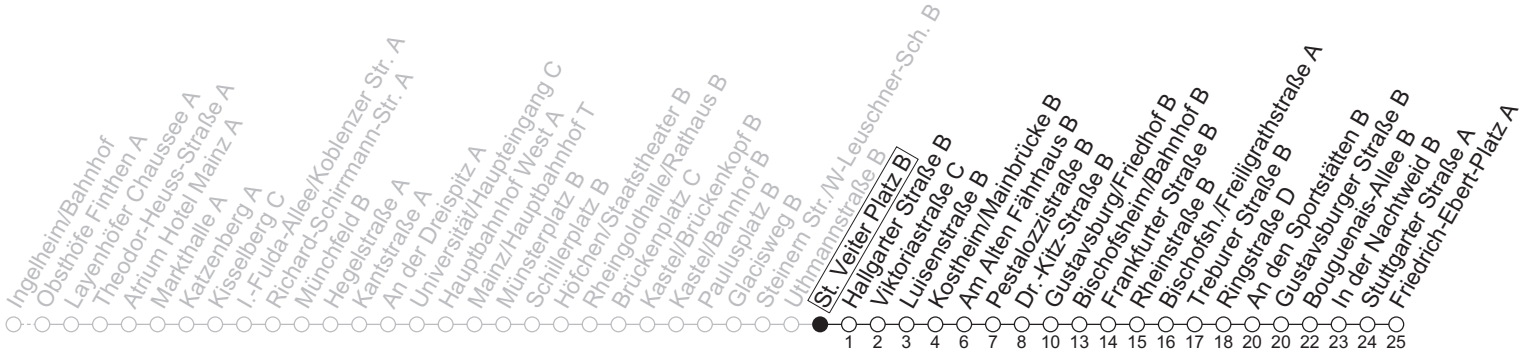 Ingelheim/Bahnhof
Obsthöfe Finthen A
Layenhöfer Chaussee A
Theodor-Heuss-Straße A
Atrium Hotel Mainz A
Markthalle A
Katzenberg A
Kisselberg C
I.-Fulda-Allee/Koblenzer Str. A
Richard-Schirrmann-Str. A
Münchfeld B
Hegelstraße A
Kantstraße A
An der Dreispitz A
Universität/Haupteingang C
Hauptbahnhof West A
Mainz/Hauptbahnhof T
Münsterplatz B
Schillerplatz B
Höfchen/Staatstheater B
Rheingoldhalle/Rathaus B
Brückenplatz C
Kastel/Brückenkopf B
Kastel/Bahnhof B
Paulusplatz B
Glacisweg B
Steinern Str./W-Leuschner-Sch. B
Uthmannstraße B
St. Veiter Platz B
Hallgarter Straße B
Viktoriastraße C
Luisenstraße B
Kostheim/Mainbrücke B
Am Alten Fährhaus B
Pestalozzistraße B
Dr.-Kitz-Straße B
Gustavsburg/Friedhof B
Bischofsheim/Bahnhof B
Frankfurter Straße B
Rheinstraße B
Bischofsh./Freiligrathstraße A
Treburer Straße B
Ringstraße D
An den Sportstätten B
Gustavsburger Straße B
Bouguenais-Allee B
In der Nachtweid B
Stuttgarter Straße A
Friedrich-Ebert-Platz A
1 2 3 4 6 7 8 10 13 14 15 16 17 18 20 20 22 23 24 25